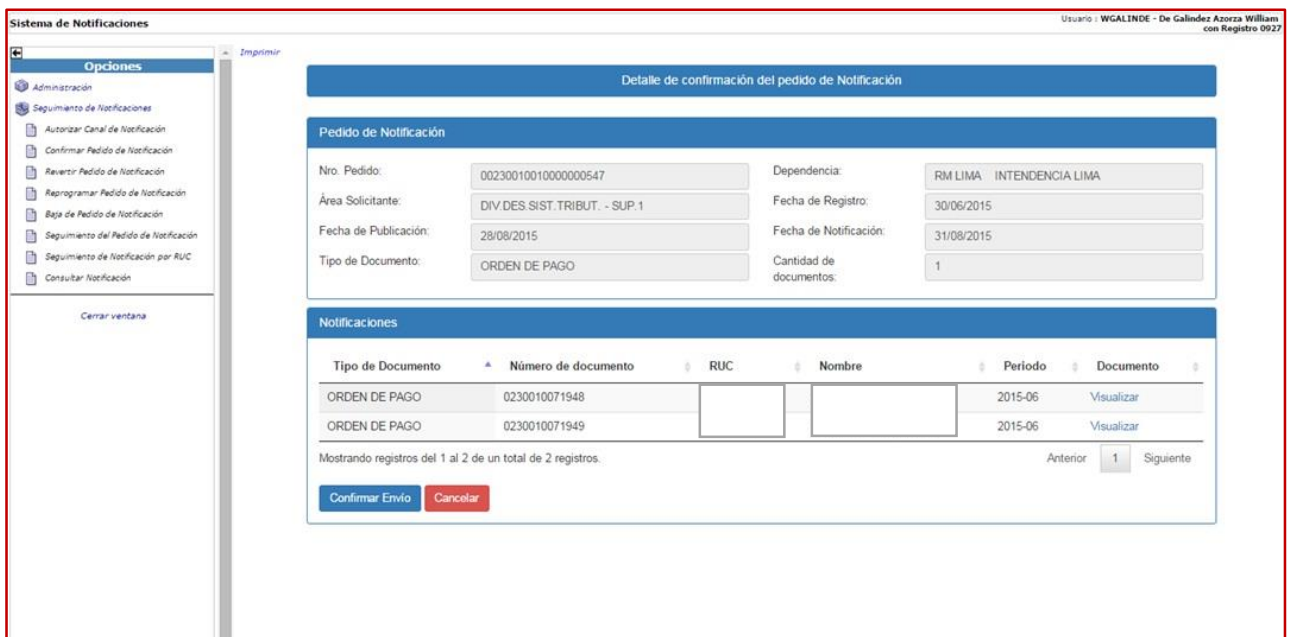 Sistema de Notificaciones
Usuario : WGALINDE - De Galindez Azorza William
con Registro 0927
Opciones
Administración
Seguimiento de Notificaciones
Autorizar Canal de Notificación
Confirmar Pedido de Notificación
Revertir Pedido de Notificación
Reprogramar Pedido de Notificación
Baja de Pedido de Notificación
Seguimiento del Pedido de Notificación
Seguimiento de Notificación por RUC
Consultar Notificación
Cerrar ventana
Imprimir
Detalle de confirmación del pedido de Notificación
Pedido de Notificación
Nro. Pedido: 00230010010000000547 Dependencia: RM LIMA INTENDENCIA LIMA
Área Solicitante: DIV.DES.SIST.TRIBUT. - SUP.1 Fecha de Registro: 30/06/2015
Fecha de Publicación: 28/08/2015 Fecha de Notificación: 31/08/2015
Tipo de Documento: ORDEN DE PAGO Cantidad de documentos: 1
Notificaciones
Tipo de Documento Número de documento RUC Nombre Periodo Documento
ORDEN DE PAGO 0230010071948 2015-06 Visualizar
ORDEN DE PAGO 0230010071949 2015-06 Visualizar
Mostrando registros del 1 al 2 de un total de 2 registros. Anterior 1 Siguiente
Confirmar Envío Cancelar